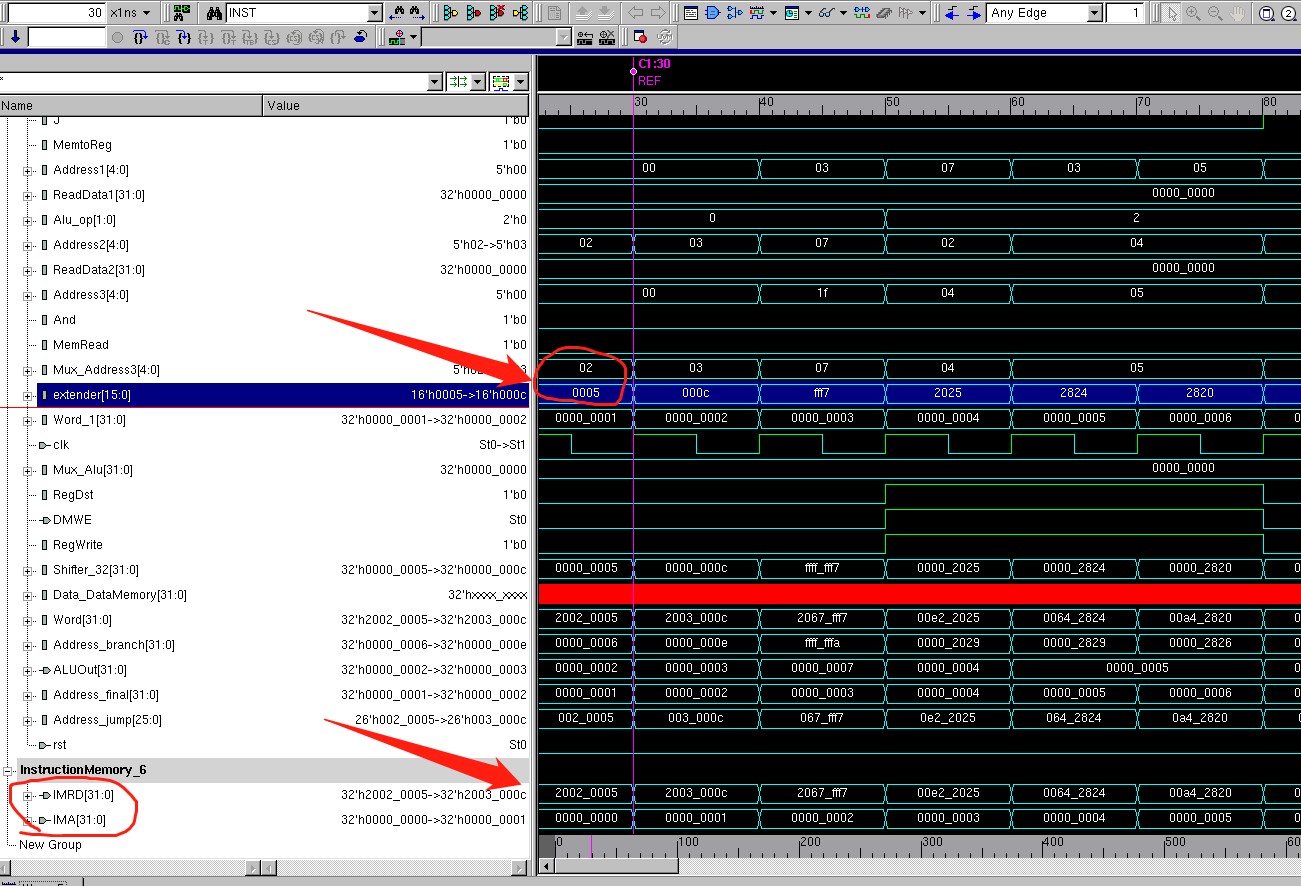 30 x1ns INST Any Edge 1
C1:30
REF
*
Name Value
30 40 50 60 70 80
J 1'b0
MemtoReg 1'b0
Address1[4:0] 5'h00 00 03 07 03 05
ReadData1[31:0] 32'h0000_0000 0000_0000
Alu_op[1:0] 2'h0 0 2
Address2[4:0] 5'h02->5'h03 02 03 07 02 04
ReadData2[31:0] 32'h0000_0000 0000_0000
Address3[4:0] 5'h00 00 1f 04 05
And 1'b0
MemRead 1'b0
Mux_Address3[4:0] 02 03 07 04 05
extender[15:0] 16'h0005->16'h000c 0005 000c fff7 2025 2824 2820
Word_1[31:0] 32'h0000_0001->32'h0000_0002 0000_0001 0000_0002 0000_0003 0000_0004 0000_0005 0000_0006
clk St0->St1
Mux_Alu[31:0] 32'h0000_0000 0000_0000
RegDst 1'b0
DMWE St0
RegWrite 1'b0
Shifter_32[31:0] 32'h0000_0005->32'h0000_000c 0000_0005 0000_000c ffff_fff7 0000_2025 0000_2824 0000_2820
Data_DataMemory[31:0] 32'hxxxx_xxxx
Word[31:0] 32'h2002_0005->32'h2003_000c 2002_0005 2003_000c 2067_fff7 00e2_2025 0064_2824 00a4_2820
Address_branch[31:0] 32'h0000_0006->32'h0000_000e 0000_0006 0000_000e ffff_fffa 0000_2029 0000_2829 0000_2826
ALUOut[31:0] 32'h0000_0002->32'h0000_0003 0000_0002 0000_0003 0000_0007 0000_0004 0000_0005
Address_final[31:0] 32'h0000_0001->32'h0000_0002 0000_0001 0000_0002 0000_0003 0000_0004 0000_0005 0000_0006
Address_jump[25:0] 26'h002_0005->26'h003_000c 002_0005 003_000c 067_fff7 0e2_2025 064_2824 0a4_2820
rst St0
InstructionMemory_6
IMRD[31:0] 32'h2002_0005->32'h2003_000c 2002_0005 2003_000c 2067_fff7 00e2_2025 0064_2824 00a4_2820
IMA[31:0] 32'h0000_0000->32'h0000_0001 0000_0000 0000_0001 0000_0002 0000_0003 0000_0004 0000_0005
New Group
0 100 200 300 400 500